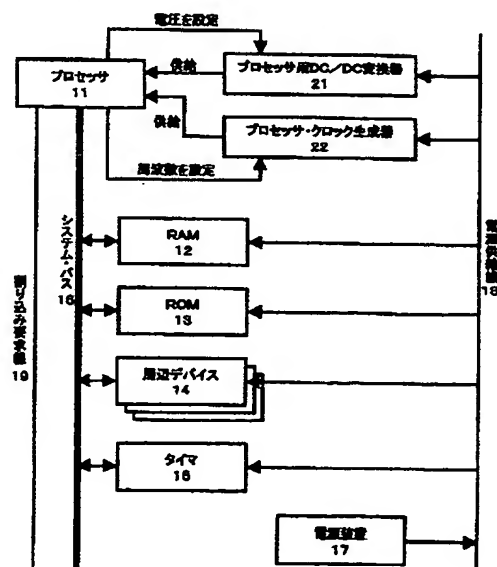 電圧を設定
供給
プロセッサ用DC／DC変換器
21
プロセッサ
11
供給
プロセッサ・クロック生成器
22
周波数を設定
システム・バス
16
RAM
12
電源供給線
18
割り込み要求線
19
ROM
13
周辺デバイス
14
タイマ
15
電源装置
17